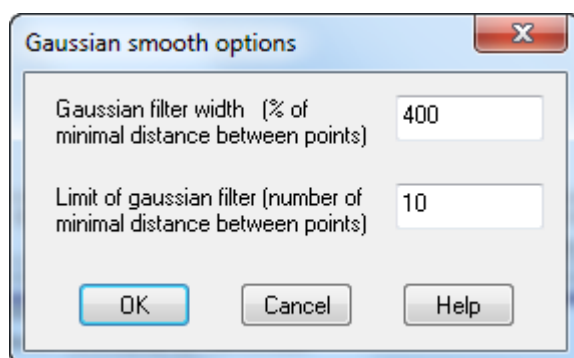 Gaussian smooth options
Gaussian filter width (% of
minimal distance between points)
400
Limit of gaussian filter (number of
minimal distance between points)
10
OK Cancel Help